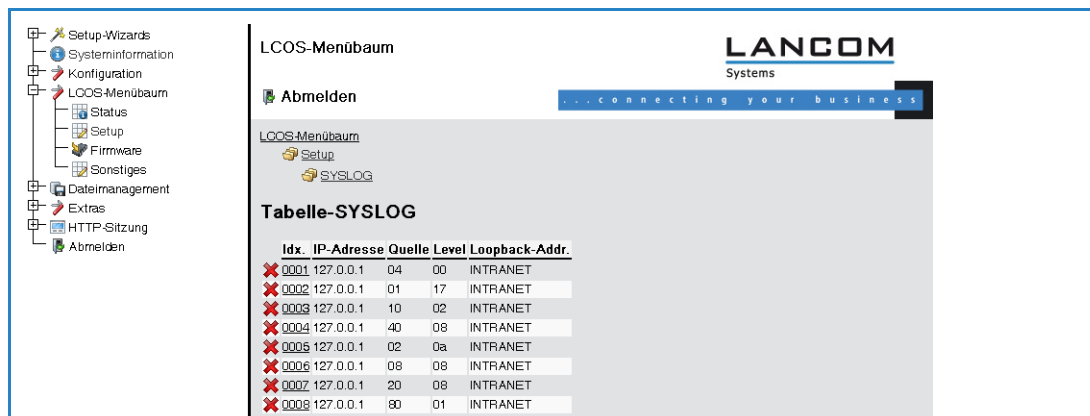 Setup-Wizards
Systeminformation
Konfiguration
LCOS-Menübaum
Status
Setup
Firmware
Sonstiges
Dateimanagement
Extras
HTTP-Sitzung
Abmelden
LCOS-Menübaum
LANCOM
Systems
Abmelden
...connecting your business
LCOS-Menübaum
Setup
SYSLOG
Tabelle-SYSLOG
Idx. IP-Adresse Quelle Level Loopback-Addr.
0001 127.0.0.1 04 00 INTRANET
0002 127.0.0.1 01 17 INTRANET
0003 127.0.0.1 10 02 INTRANET
0004 127.0.0.1 40 08 INTRANET
0005 127.0.0.1 02 0a INTRANET
0006 127.0.0.1 08 08 INTRANET
0007 127.0.0.1 20 08 INTRANET
0008 127.0.0.1 80 01 INTRANET